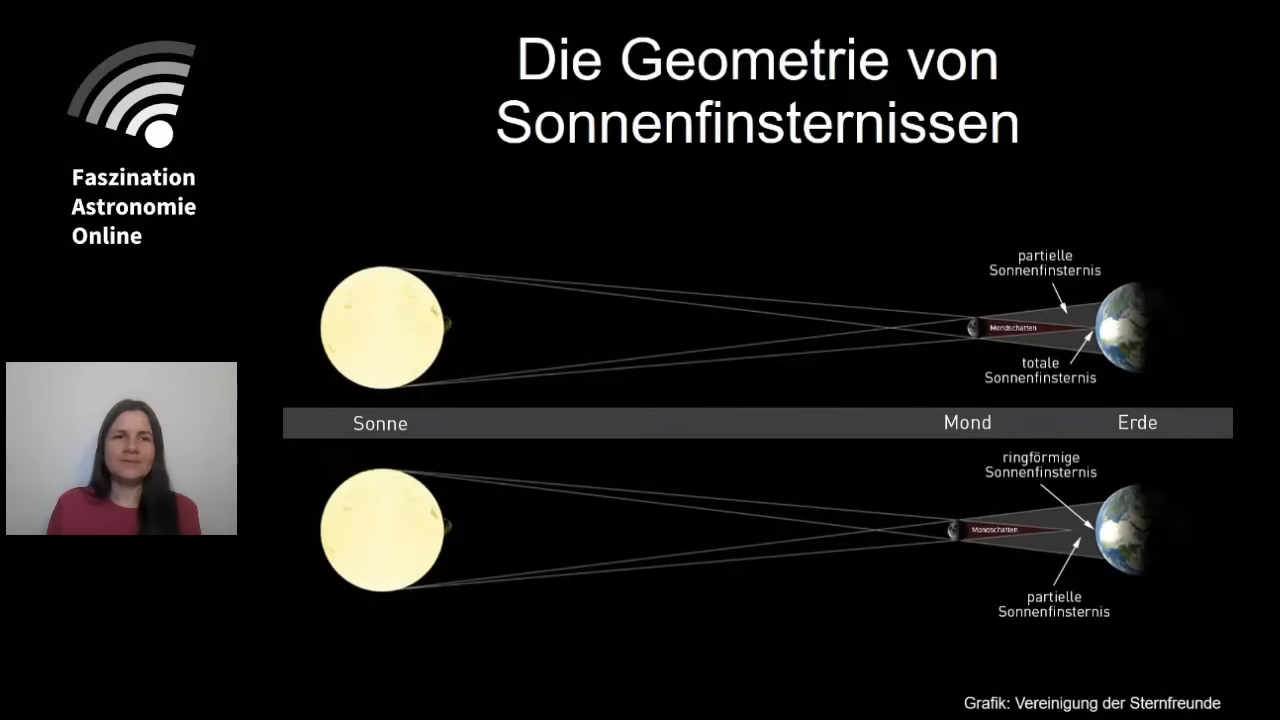 Die Geometrie von
Sonnenfinsternissen
Faszination
Astronomie
Online
partielle
Sonnenfinsternis
Mondschatten
totale
Sonnenfinsternis
Sonne
Mond
Erde
ringförmige
Sonnenfinsternis
Mondschatten
partielle
Sonnenfinsternis
Grafik: Vereinigung der Sternfreunde